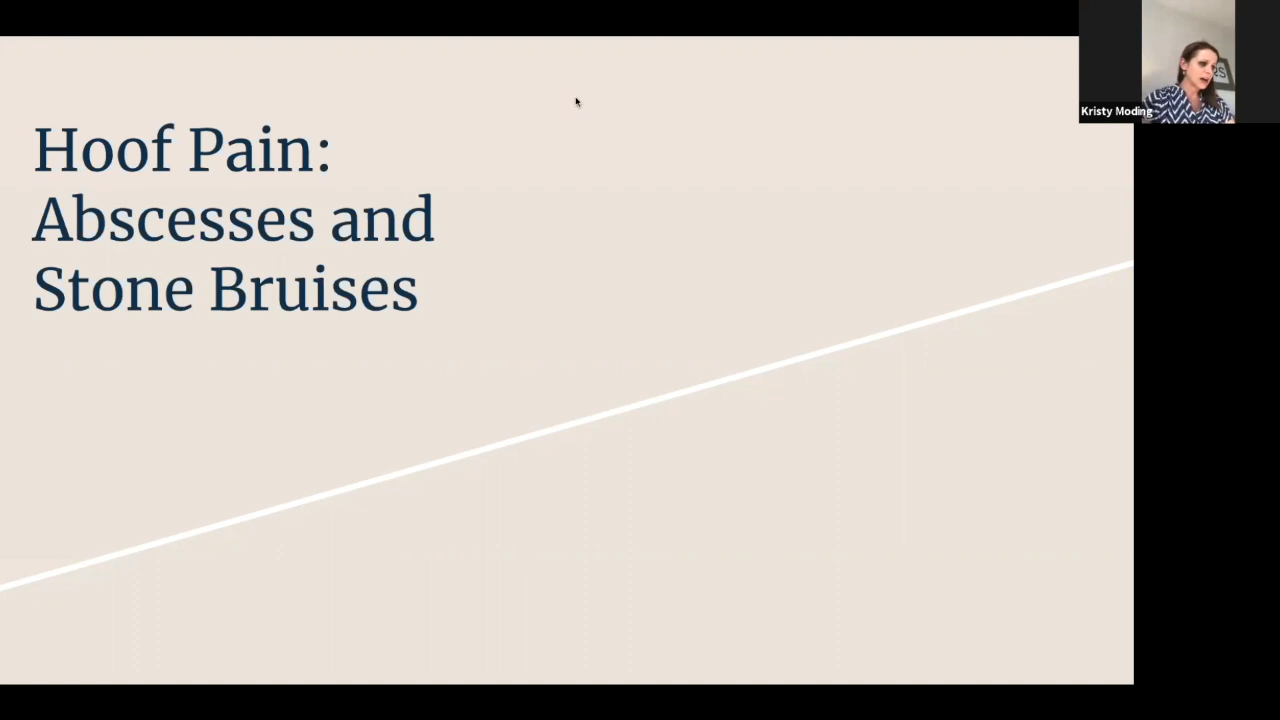 Hoof Pain:
Abscesses and
Stone Bruises
Kristy Moding